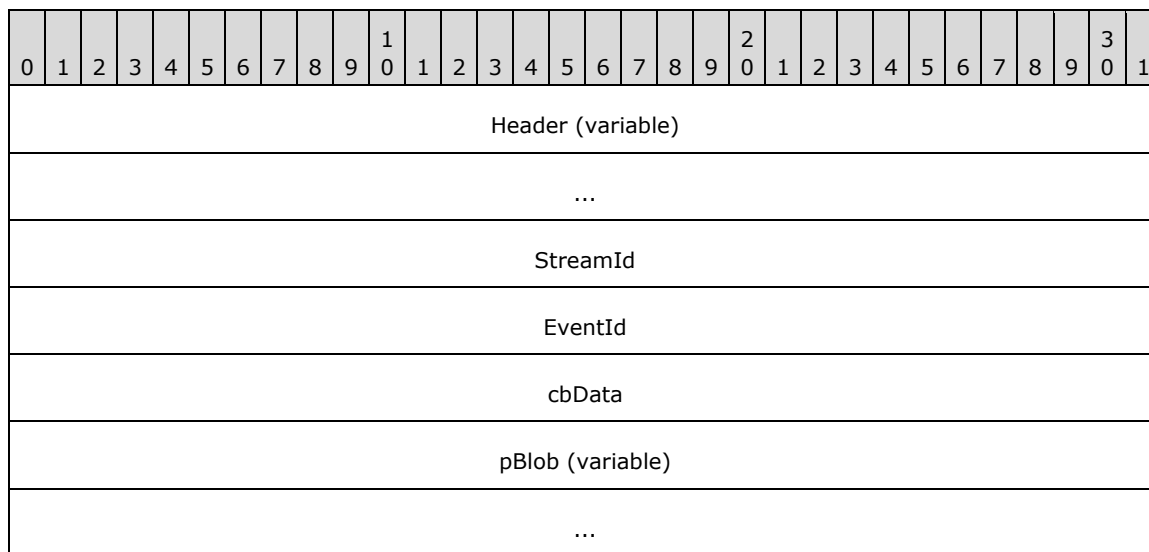 1 2 3
0 1 2 3 4 5 6 7 8 9 0 1 2 3 4 5 6 7 8 9 0 1 2 3 4 5 6 7 8 9 0 1
Header (variable)
...
StreamId
EventId
cbData
pBlob (variable)
...